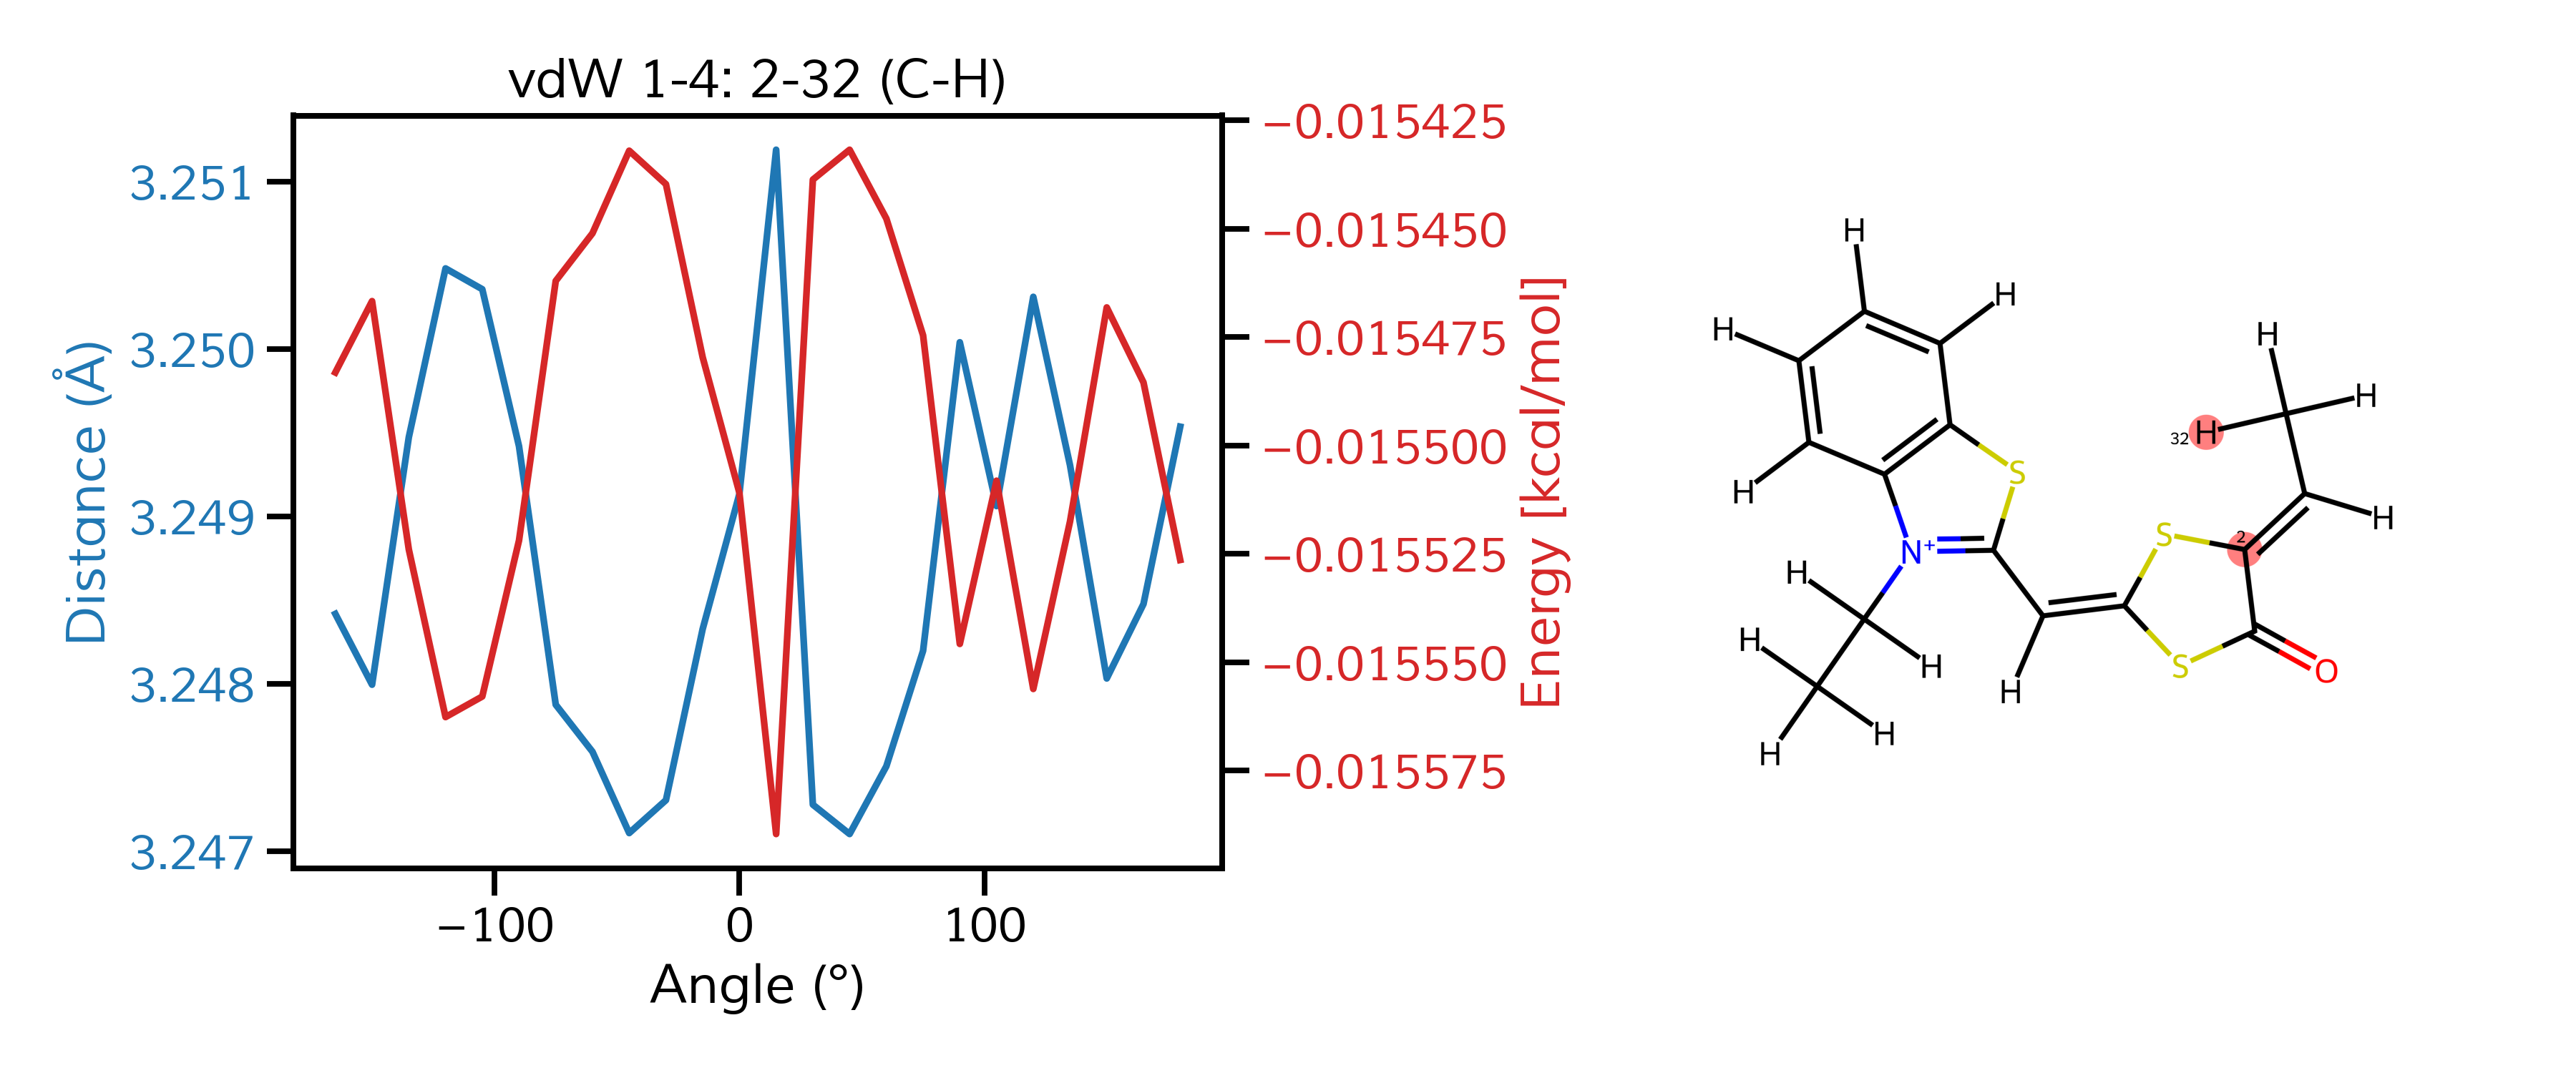 vdW 1-4: 2-32 (C-H)
Distance (Å)
3.251
3.250
3.249
3.248
3.247
−100
0
100
Angle (°)
−0.015425
−0.015450
−0.015475
−0.015500
−0.015525
−0.015550
−0.015575
Energy [kcal/mol]
H
H
H
H
H
H
32 H
S
H
H
2
S
N+
H
H
H
S
O
H
H
H